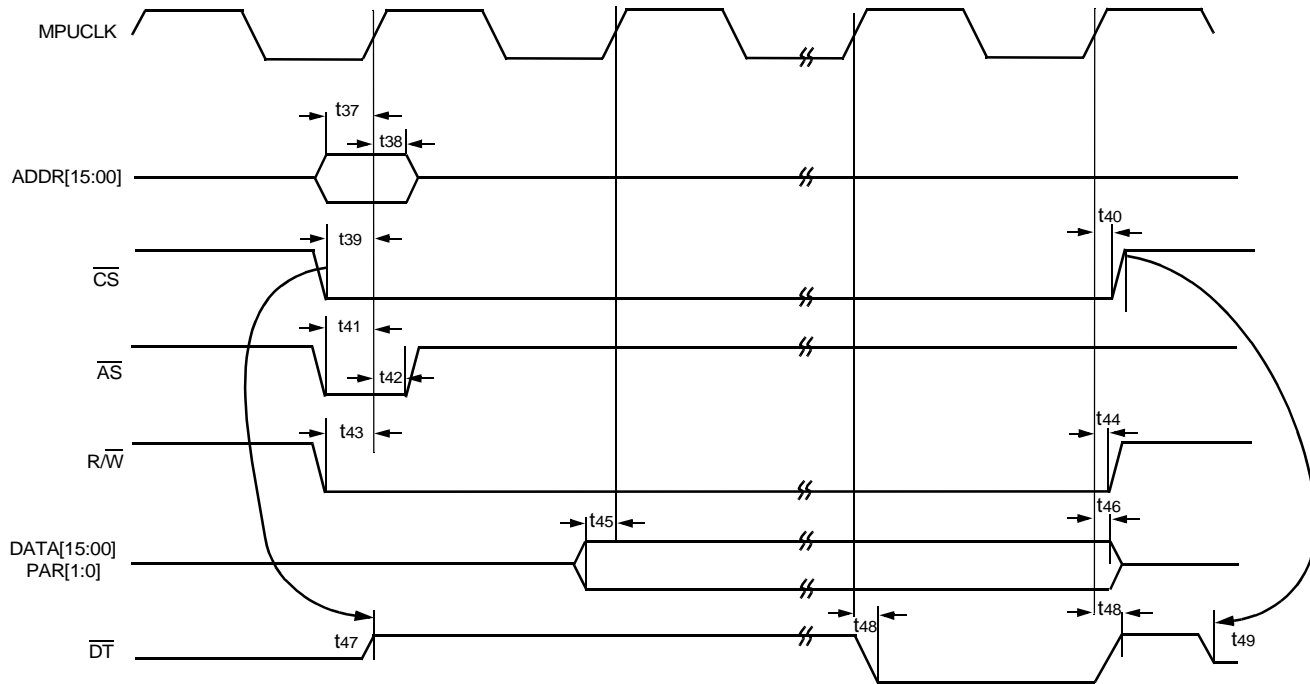 MPUCLK
t37
t38
ADDR[15:00]
t39
t40
CS
t41
AS
t42
t43
t44
R/W
t45
t46
DATA[15:00]
PAR[1:0]
t47
t48
t48
t49
DT